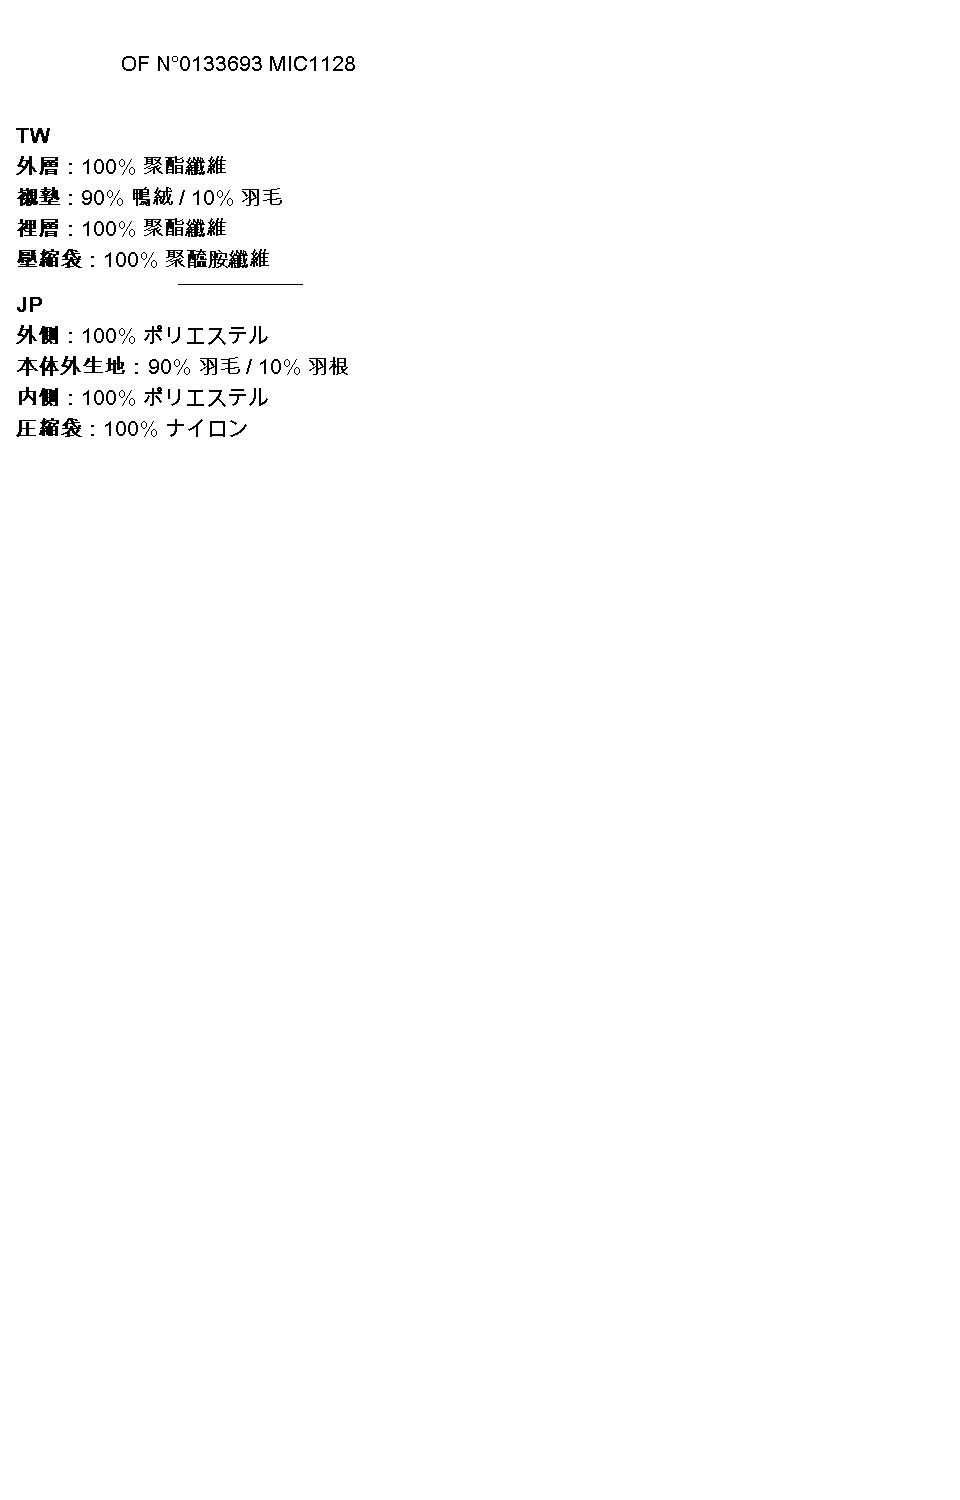 OF N°0133693 MIC1128
TW
外層 : 100% 聚酯纖維
襯墊 : 90% 鴨絨 / 10% 羽毛
裡層 : 100% 聚酯纖維
壓縮袋 : 100% 聚醯胺纖維
JP
外側 : 100% ポリエステル
本体外生地 : 90% 羽毛 / 10% 羽根
内側 : 100% ポリエステル
圧縮袋 : 100% ナイロン